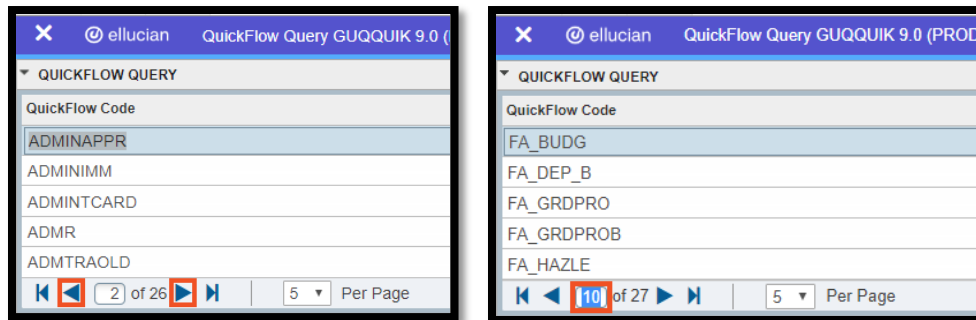 ellucian QuickFlow Query GUQQUIK 9.0 (
QUICKFLOW QUERY
QuickFlow Code
ADMINAPPR
ADMINIMM
ADMINTCARD
ADMR
ADMTRAOLD
2 of 26 5 Per Page
ellucian QuickFlow Query GUQQUIK 9.0 (PROD
QUICKFLOW QUERY
QuickFlow Code
FA_BUDG
FA_DEP_B
FA_GRDPRO
FA_GRDPROB
FA_HAZLE
10 of 27 5 Per Page